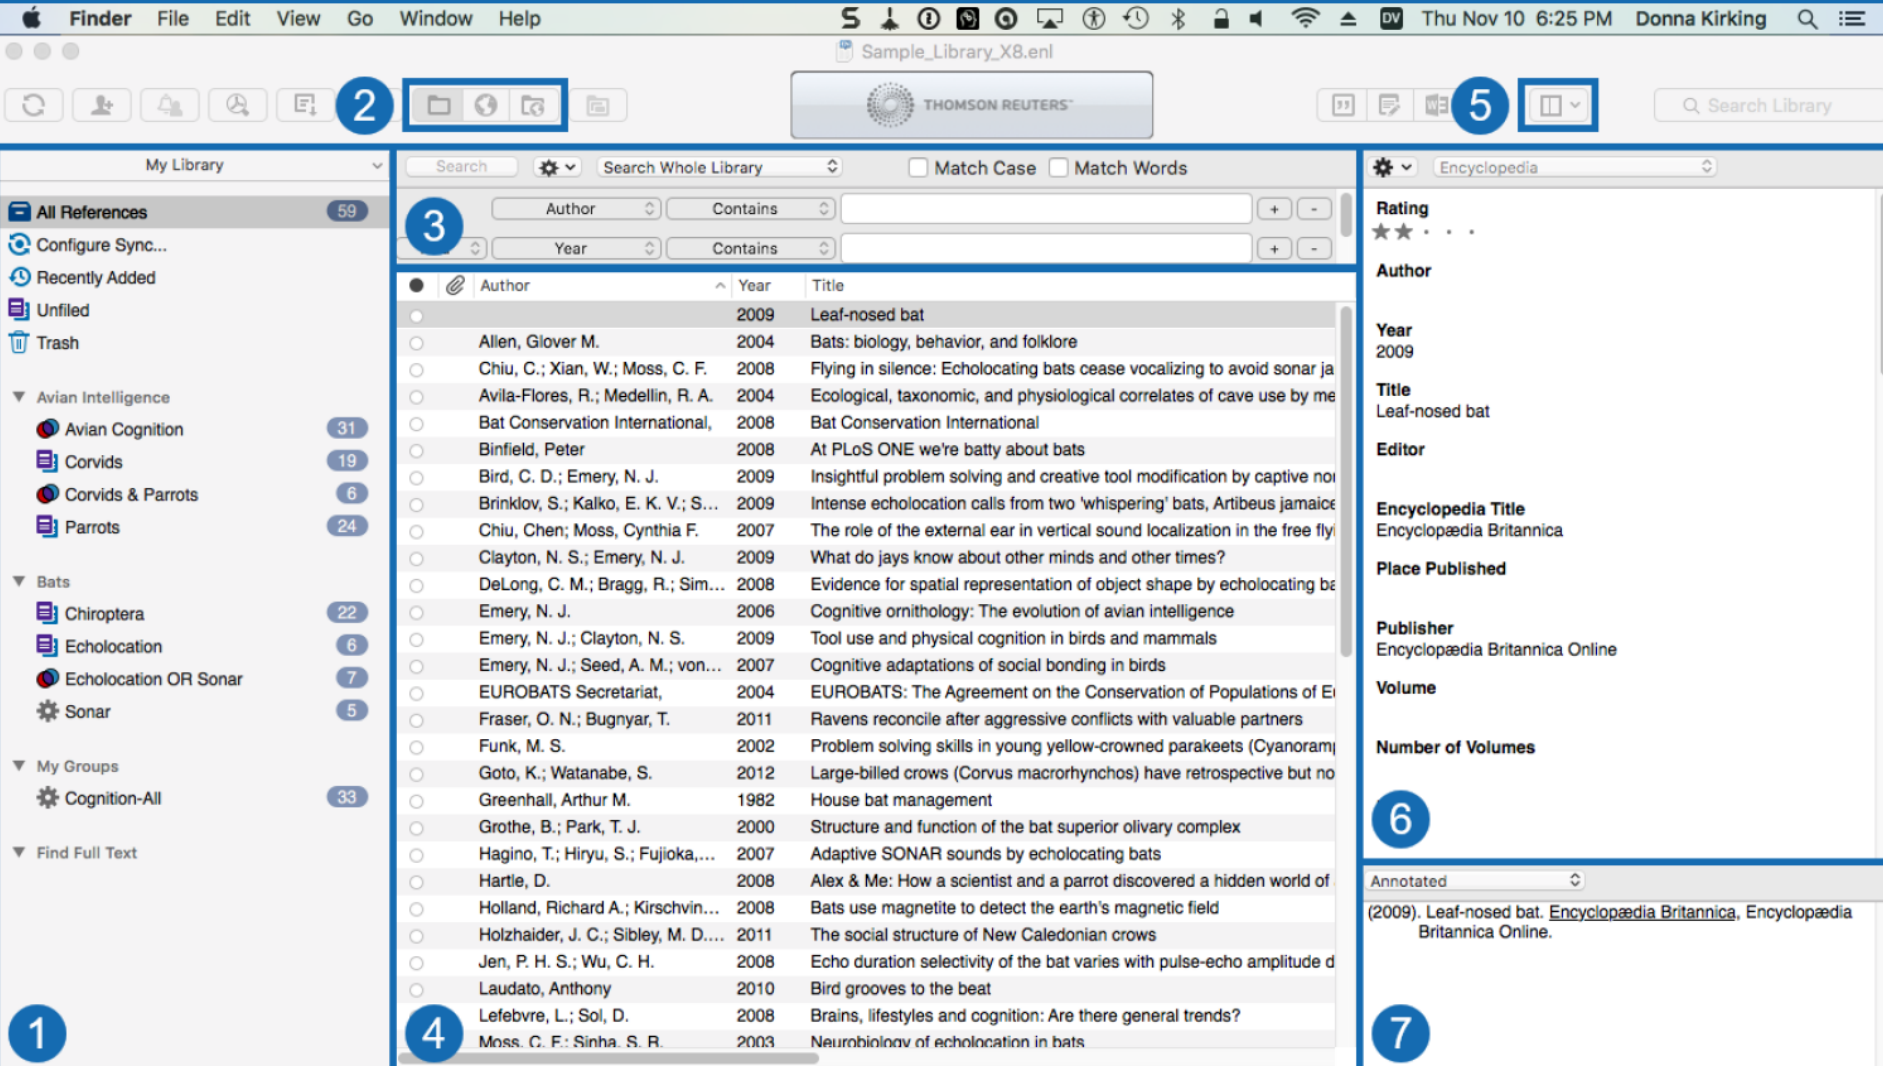 Finder File Edit View Go Window Help Thu Nov 10 6:25 PM Donna Kirking
Sample_Library_X8.enl
2
THOMSON REUTERS™
5
Search Library
My Library
All References 59
Configure Sync...
Recently Added
Unfiled
Trash
Avian Intelligence
Avian Cognition 31
Corvids 19
Corvids & Parrots 6
Parrots 24
Bats
Chiroptera 22
Echolocation 6
Echolocation OR Sonar 7
Sonar 5
My Groups
Cognition-All 33
Find Full Text
1
Search Search Whole Library Match Case Match Words
3
Author Contains + -
Year Contains + -
Author Year Title
2009 Leaf-nosed bat
Allen, Glover M. 2004 Bats: biology, behavior, and folklore
Chiu, C.; Xian, W.; Moss, C. F. 2008 Flying in silence: Echolocating bats cease vocalizing to avoid sonar ja
Avila-Flores, R.; Medellin, R. A. 2004 Ecological, taxonomic, and physiological correlates of cave use by me
Bat Conservation International, 2008 Bat Conservation International
Binfield, Peter 2008 At PLoS ONE we're batty about bats
Bird, C. D.; Emery, N. J. 2009 Insightful problem solving and creative tool modification by captive no
Brinklov, S.; Kalko, E. K. V.; S... 2009 Intense echolocation calls from two 'whispering' bats, Artibeus jamaice
Chiu, Chen; Moss, Cynthia F. 2007 The role of the external ear in vertical sound localization in the free fly
Clayton, N. S.; Emery, N. J. 2009 What do jays know about other minds and other times?
DeLong, C. M.; Bragg, R.; Sim... 2008 Evidence for spatial representation of object shape by echolocating ba
Emery, N. J. 2006 Cognitive ornithology: The evolution of avian intelligence
Emery, N. J.; Clayton, N. S. 2009 Tool use and physical cognition in birds and mammals
Emery, N. J.; Seed, A. M.; von... 2007 Cognitive adaptations of social bonding in birds
EUROBATS Secretariat, 2004 EUROBATS: The Agreement on the Conservation of Populations of E
Fraser, O. N.; Bugnyar, T. 2011 Ravens reconcile after aggressive conflicts with valuable partners
Funk, M. S. 2002 Problem solving skills in young yellow-crowned parakeets (Cyanoramp
Goto, K.; Watanabe, S. 2012 Large-billed crows (Corvus macrorhynchos) have retrospective but no
Greenhall, Arthur M. 1982 House bat management
Grothe, B.; Park, T. J. 2000 Structure and function of the bat superior olivary complex
Hagino, T.; Hiryu, S.; Fujioka,... 2007 Adaptive SONAR sounds by echolocating bats
Hartle, D. 2008 Alex & Me: How a scientist and a parrot discovered a hidden world of
Holland, Richard A.; Kirschvin... 2008 Bats use magnetite to detect the earth's magnetic field
Holzhaider, J. C.; Sibley, M. D.... 2011 The social structure of New Caledonian crows
Jen, P. H. S.; Wu, C. H. 2008 Echo duration selectivity of the bat varies with pulse-echo amplitude d
Laudato, Anthony 2010 Bird grooves to the beat
Lefebvre, L.; Sol, D. 2008 Brains, lifestyles and cognition: Are there general trends?
Moss, C. F.; Sinha, S. R. 2003 Neurobiology of echolocation in bats
4
Encyclopedia
Rating
Author
Year
2009
Title
Leaf-nosed bat
Editor
Encyclopedia Title
Encyclopædia Britannica
Place Published
Publisher
Encyclopædia Britannica Online
Volume
Number of Volumes
6
Annotated
(2009). Leaf-nosed bat. Encyclopædia Britannica, Encyclopædia
Britannica Online.
7